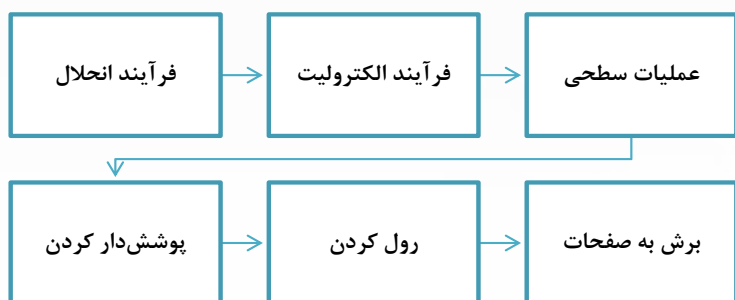 فرآیند انحلال
فرآیند الکترولیت
عملیات سطحی
پوشش‌دار کردن
رول کردن
برش به صفحات